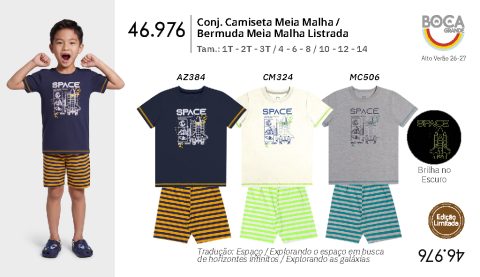 46.976
Conj. Camiseta Meia Malha /
Bermuda Meia Malha Listrada
Tam.: 1T - 2T - 3T / 4 - 6 - 8 / 10 - 12 - 14
BOCA
GRANDE
Alto Verão 26-27
AZ384
CM324
MC506
SPACE
SPACE
SPACE
SPACE
Brilha no
Escuro
Edição
Limitada
Tradução: Espaço / Explorando o espaço em busca
de horizontes infinitos / Explorando as galáxias
46.976